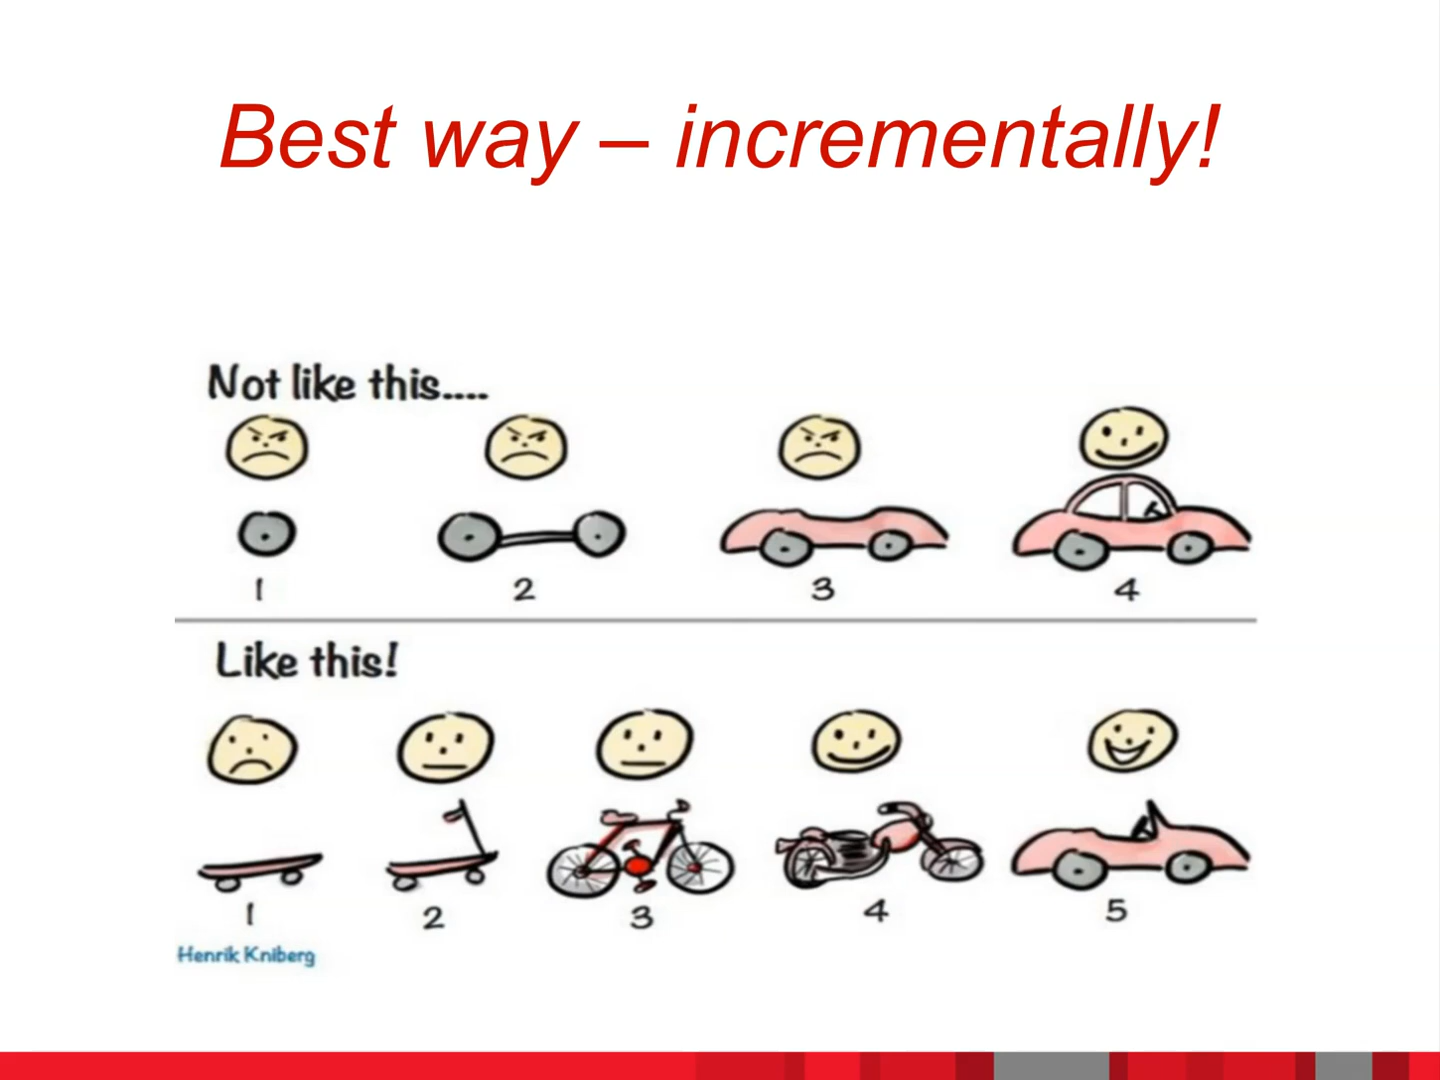 Best way – incrementally!
Not like this....
1 2 3 4
Like this!
1 2 3 4 5
Henrik Kniberg